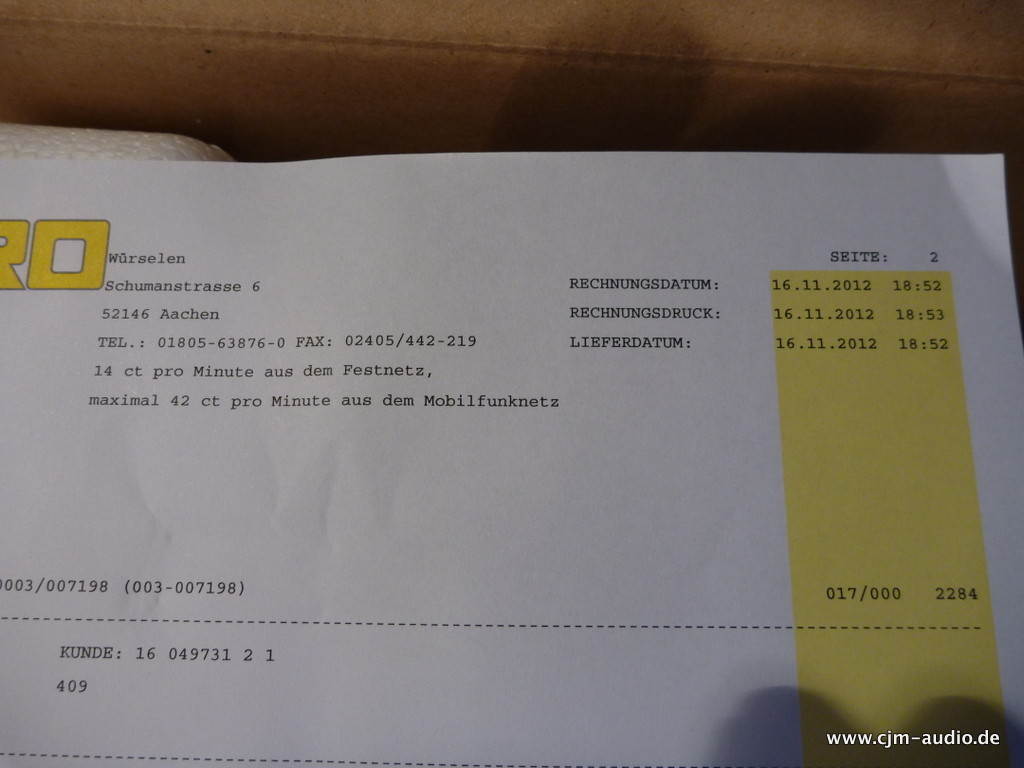 RO
Würselen
SEITE: 2
Schumanstrasse 6
RECHNUNGSDATUM: 16.11.2012 18:52
52146 Aachen
RECHNUNGSDRUCK: 16.11.2012 18:53
TEL.: 01805-63876-0 FAX: 02405/442-219
LIEFERDATUM: 16.11.2012 18:52
14 ct pro Minute aus dem Festnetz,
maximal 42 ct pro Minute aus dem Mobilfunknetz
0003/007198 (003-007198) 017/000 2284
KUNDE: 16 049731 2 1
409
www.cjm-audio.de